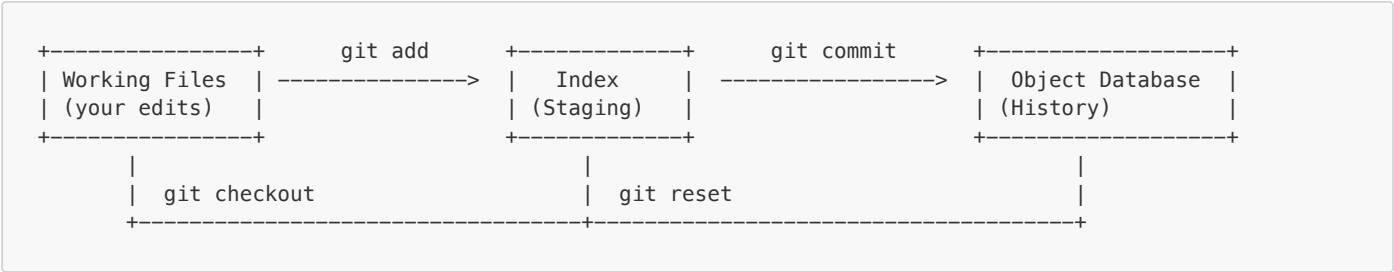 +----------------+      git add      +-------------+      git commit      +-------------------+
| Working Files  | ---------------> |   Index     |  ----------------> |  Object Database  |
| (your edits)   |                   | (Staging)   |                      | (History)         |
+----------------+                   +-------------+                      +-------------------+
       |                                   |                                      |
       |  git checkout                     |  git reset                           |
       +-----------------------------------+--------------------------------------+